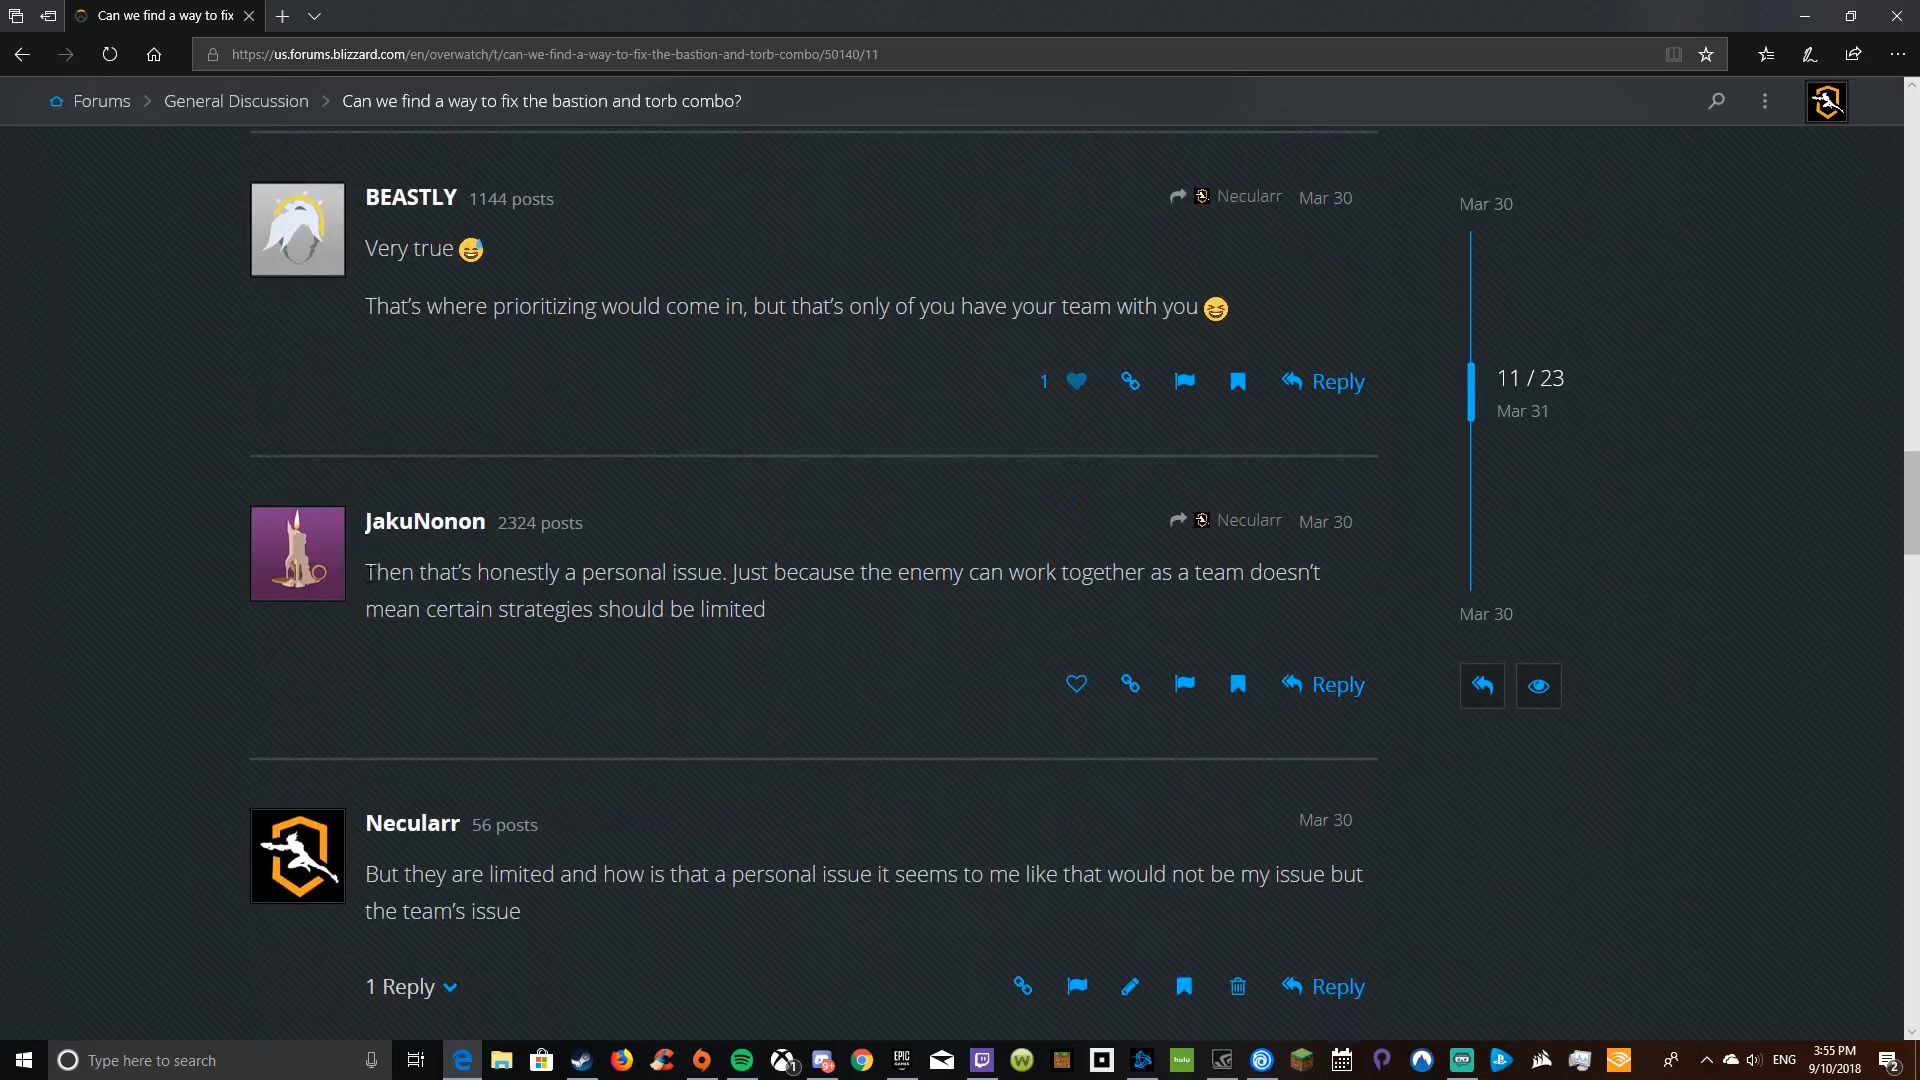 Can we find a way to fix
https://us.forums.blizzard.com/en/overwatch/t/can-we-find-a-way-to-fix-the-bastion-and-torb-combo/50140/11
Forums > General Discussion > Can we find a way to fix the bastion and torb combo?
BEASTLY 1144 posts Necularr Mar 30
Very true 😅
That's where prioritizing would come in, but that's only of you have your team with you 😆
1 Reply
JakuNonon 2324 posts Necularr Mar 30
Then that's honestly a personal issue. Just because the enemy can work together as a team doesn't
mean certain strategies should be limited
Reply
Necularr 56 posts Mar 30
But they are limited and how is that a personal issue it seems to me like that would not be my issue but
the team's issue
1 Reply Reply
Mar 30
11 / 23
Mar 31
Mar 30
Type here to search
EPIC GAMES
hulu
ENG
3:55 PM
9/10/2018